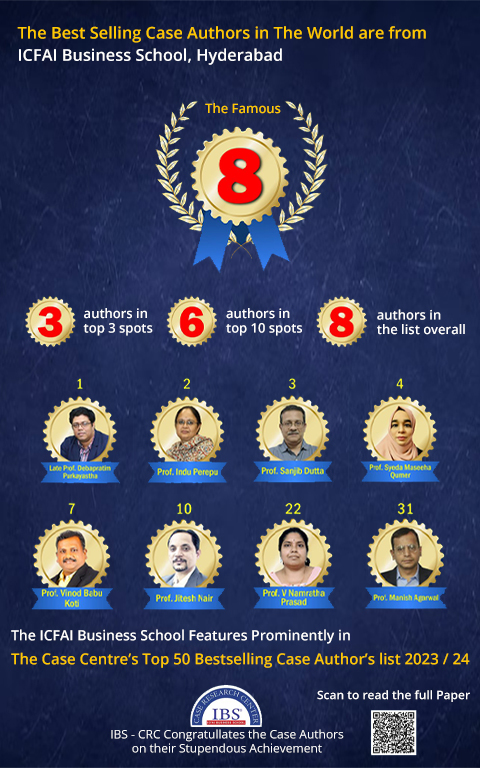 The Best Selling Case Authors in The World are from
ICFAI Business School, Hyderabad
The Famous
8
3
authors in
top 3 spots
6
authors in
top 10 spots
8
authors in
the list overall
1
2
3
4
Late Prof. Debapratim
Purkayastha
Prof. Indu Perepu
Prof. Sanjib Dutta
Prof. Syeda Maseeha
Qumer
7
10
22
31
Prof. Vinod Babu
Koti
Prof. Jitesh Nair
Prof. V Namratha
Prasad
Prof. Manish Agarwal
The ICFAI Business School Features Prominently in
The Case Centre's Top 50 Bestselling Case Author's list 2023 / 24
Scan to read the full Paper
CASE RESEARCH CENTER
IBS
IBS - CRC Congratullates the Case Authors
on their Stupendous Achievement